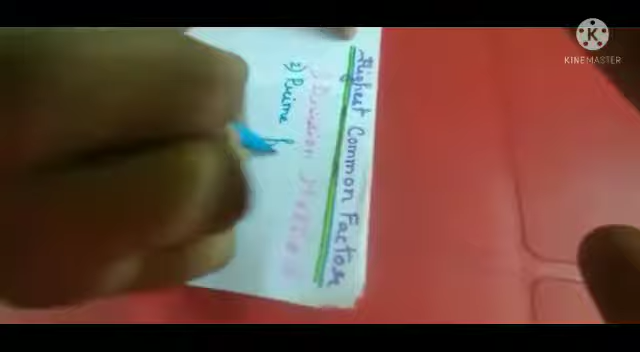 Highest Common Factor
1) Division Method
2) Prime f
K
KINEMASTER